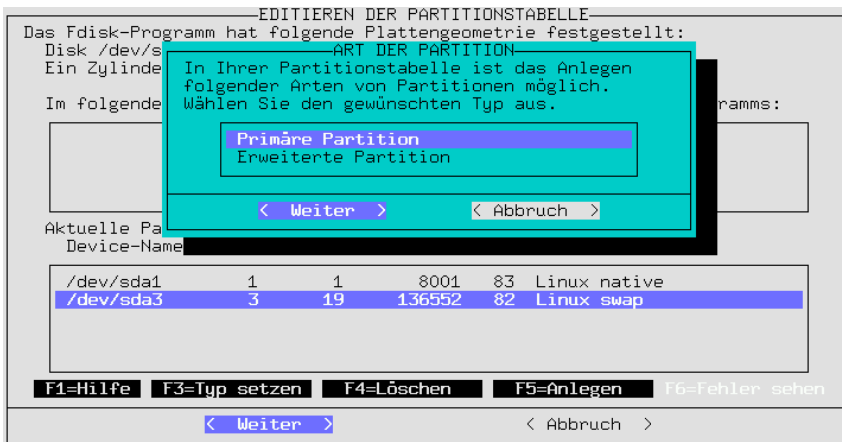 EDITIEREN DER PARTITIONSTABELLE
Das Fdisk-Programm hat folgende Plattengeometrie festgestellt:
Disk /dev/s
ART DER PARTITION
Ein Zylinde
In Ihrer Partitionstabelle ist das Anlegen
folgender Arten von Partitionen möglich.
Im folgende
Wählen Sie den gewünschten Typ aus.
ramms:
Primäre Partition
Erweiterte Partition
< Weiter > < Abbruch >
Aktuelle Pa
Device-Name
/dev/sda1 1 1 8001 83 Linux native
/dev/sda3 3 19 136552 82 Linux swap
F1=Hilfe F3=Typ setzen F4=Löschen F5=Anlegen F6=Fehler sehen
< Weiter > < Abbruch >